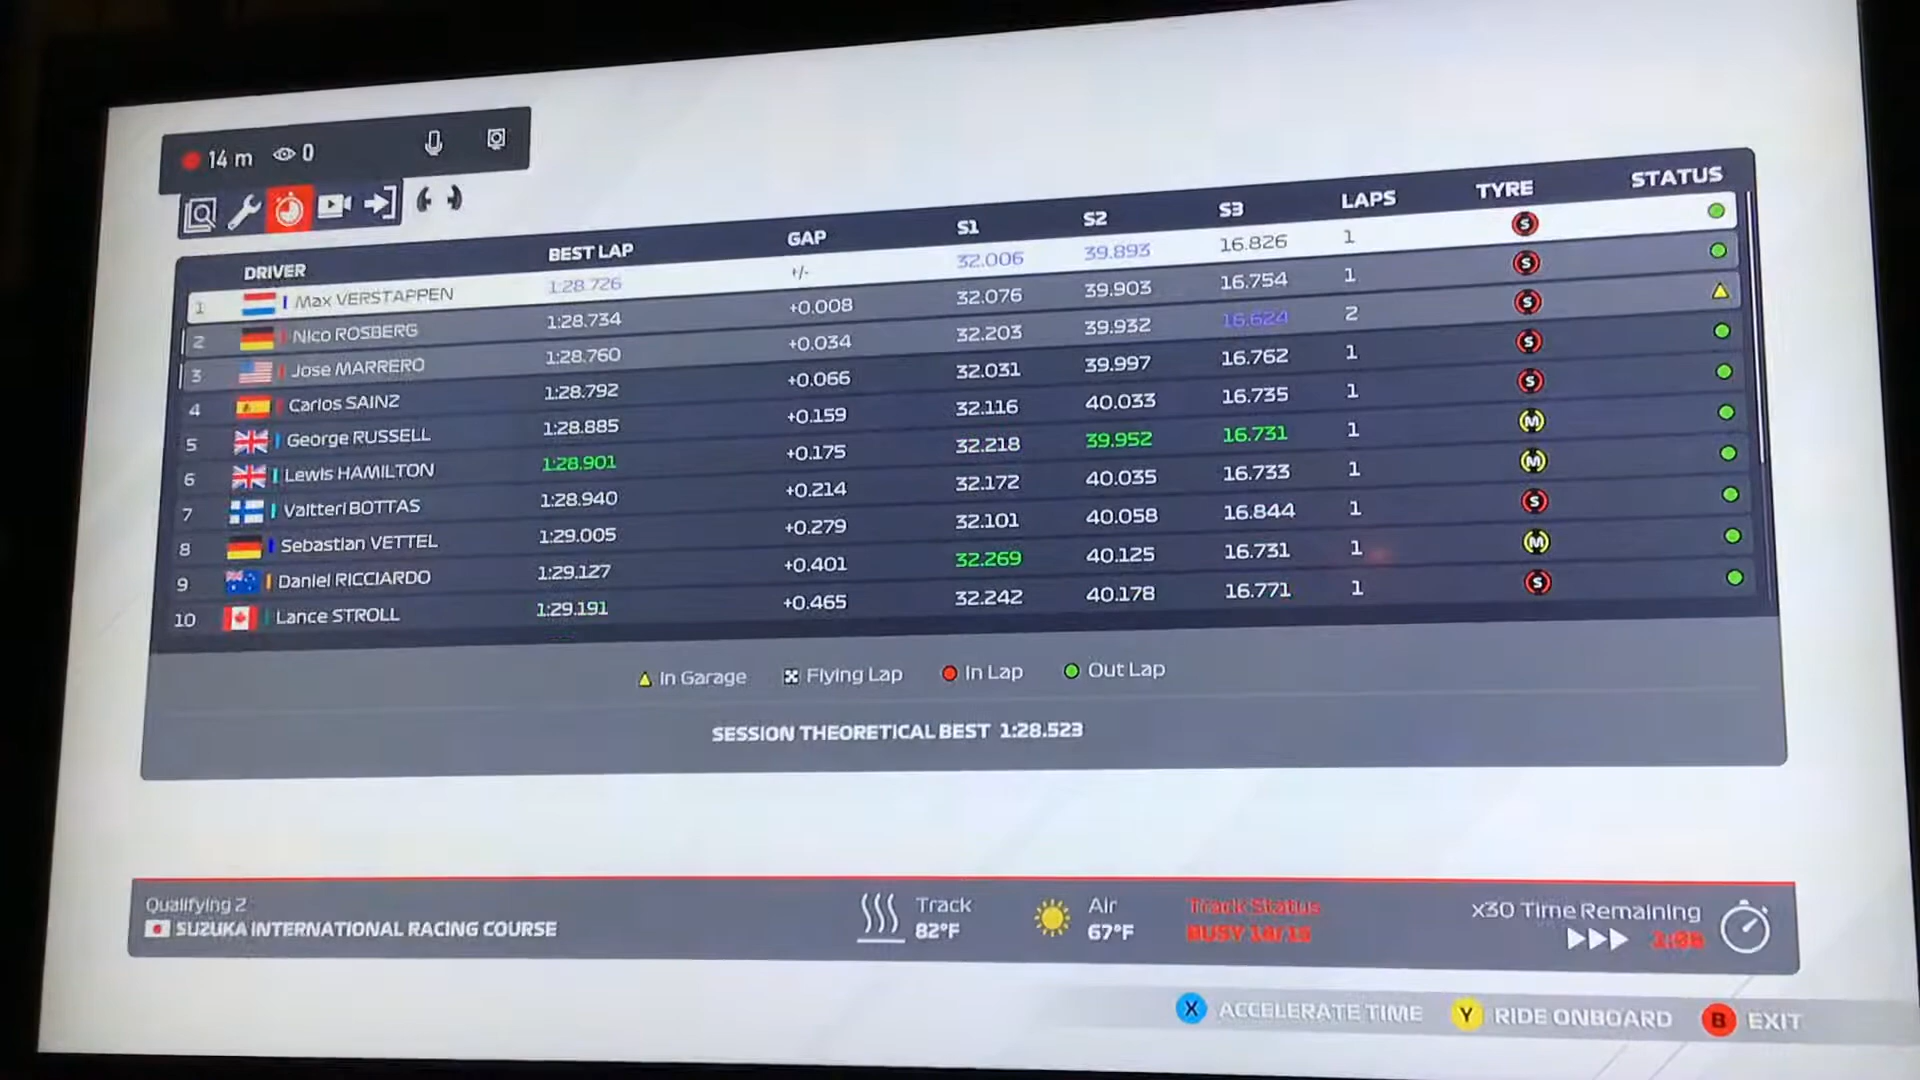 14 m 0
DRIVER BEST LAP GAP S1 S2 S3 LAPS TYRE STATUS
1 Max VERSTAPPEN 1:28.726 +/- 32.006 39.893 16.826 1 S
2 Nico ROSBERG 1:28.734 +0.008 32.076 39.903 16.754 1 S
3 Jose MARRERO 1:28.760 +0.034 32.203 39.932 16.624 2 S
4 Carlos SAINZ 1:28.792 +0.066 32.031 39.997 16.762 1 S
5 George RUSSELL 1:28.885 +0.159 32.116 40.033 16.735 1 S
6 Lewis HAMILTON 1:28.901 +0.175 32.218 39.952 16.731 1 M
7 Valtteri BOTTAS 1:28.940 +0.214 32.172 40.035 16.733 1 M
8 Sebastian VETTEL 1:29.005 +0.279 32.101 40.058 16.844 1 S
9 Daniel RICCIARDO 1:29.127 +0.401 32.269 40.125 16.731 1 M
10 Lance STROLL 1:29.191 +0.465 32.242 40.178 16.771 1 S
In Garage Flying Lap In Lap Out Lap
SESSION THEORETICAL BEST 1:28.523
Qualifying 2
SUZUKA INTERNATIONAL RACING COURSE
Track
82°F
Air
67°F
Track Status
BUSY
x30 Time Remaining
X ACCELERATE TIME Y RIDE ONBOARD B EXIT